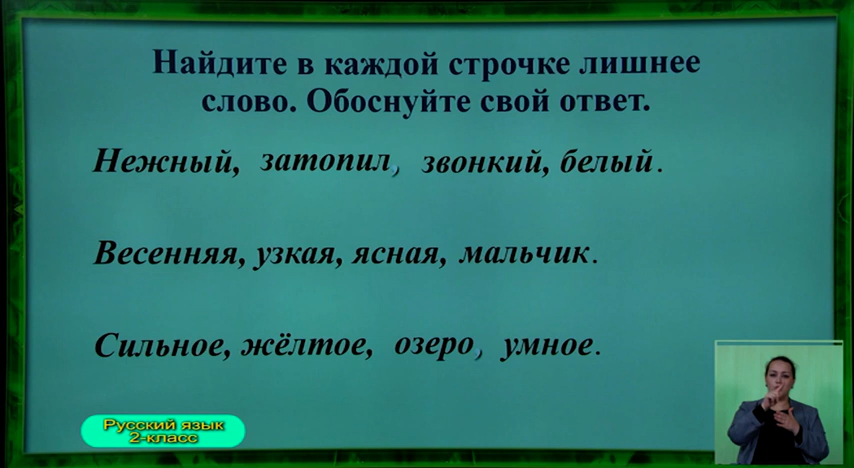 Найдите в каждой строчке лишнее
слово. Обоснуйте свой ответ.
Нежный, затопил, звонкий, белый.
Весенняя, узкая, ясная, мальчик.
Сильное, жёлтое, озеро, умное.
Русский язык
2-класс